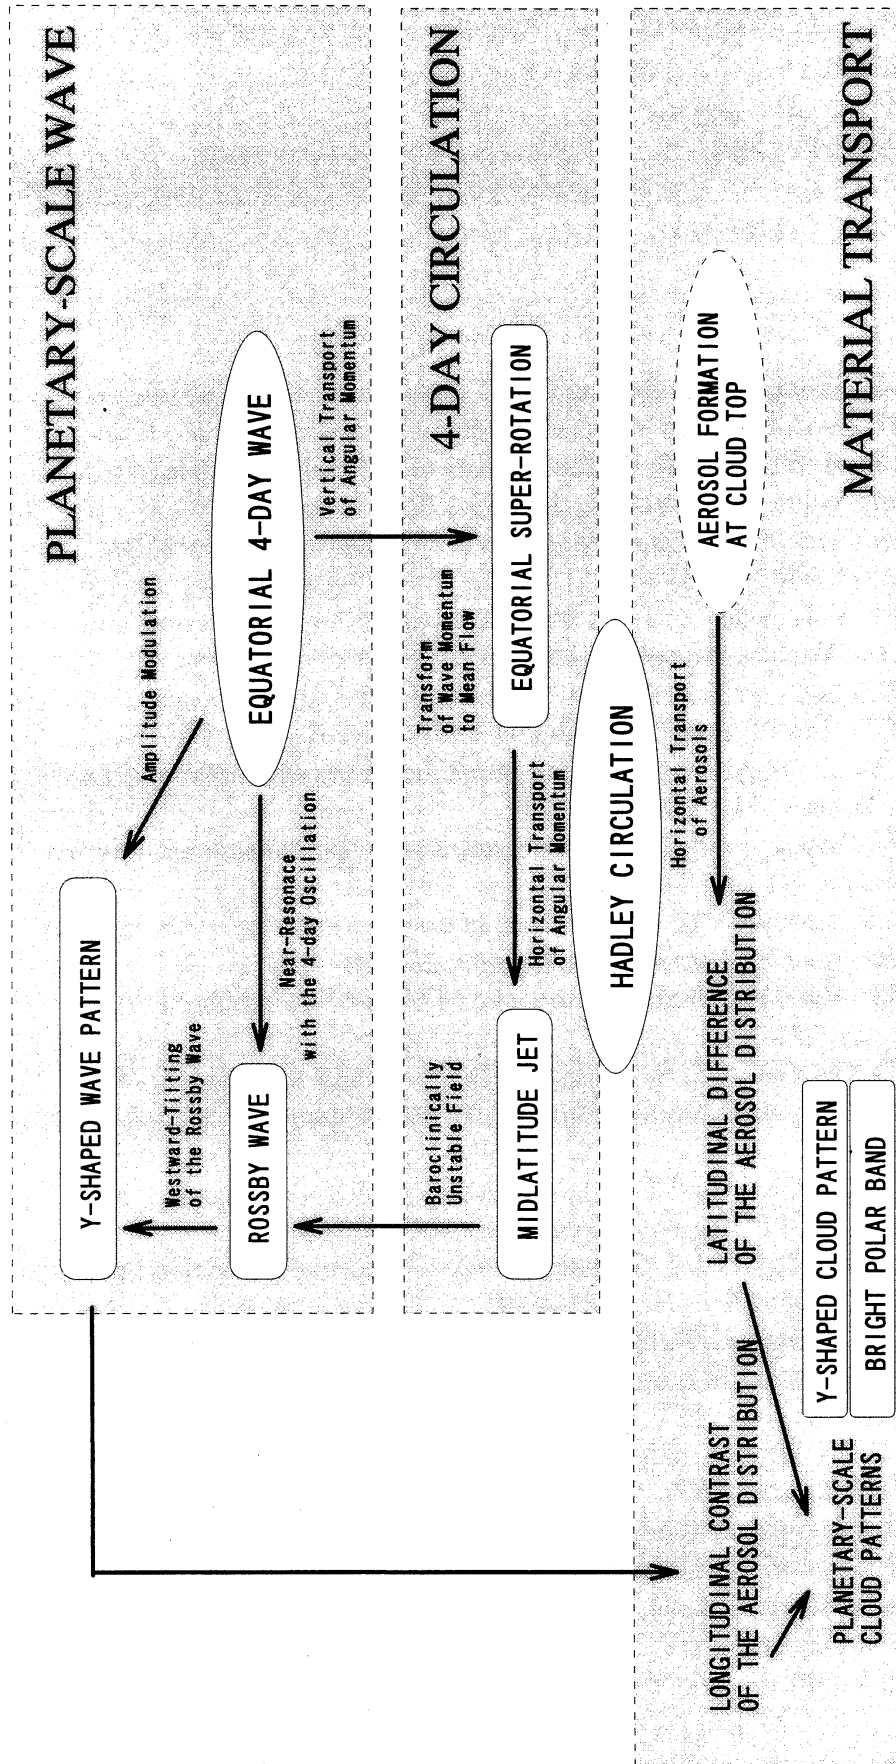 PLANETARY-SCALE WAVE
Y-SHAPED WAVE PATTERN
Amplitude Modulation
Westward-Tilting
of the Rossby Wave
EQUATORIAL 4-DAY WAVE
ROSSBY WAVE
Near-Resonace
with the 4-day Oscillation
Vertical Transport
of Angular Momentum
4-DAY CIRCULATION
Transform
of Wave Momentum
to Mean Flow
Baroclinically
Unstable Field
EQUATORIAL SUPER-ROTATION
MIDLATITUDE JET
Horizontal Transport
of Angular Momentum
HADLEY CIRCULATION
Horizontal Transport
of Aerosols
AEROSOL FORMATION
AT CLOUD TOP
LATITUDINAL DIFFERENCE
OF THE AEROSOL DISTRIBUTION
LONGITUDINAL CONTRAST
OF THE AEROSOL DISTRIBUTION
Y-SHAPED CLOUD PATTERN
BRIGHT POLAR BAND
PLANETARY-SCALE
CLOUD PATTERNS
MATERIAL TRANSPORT